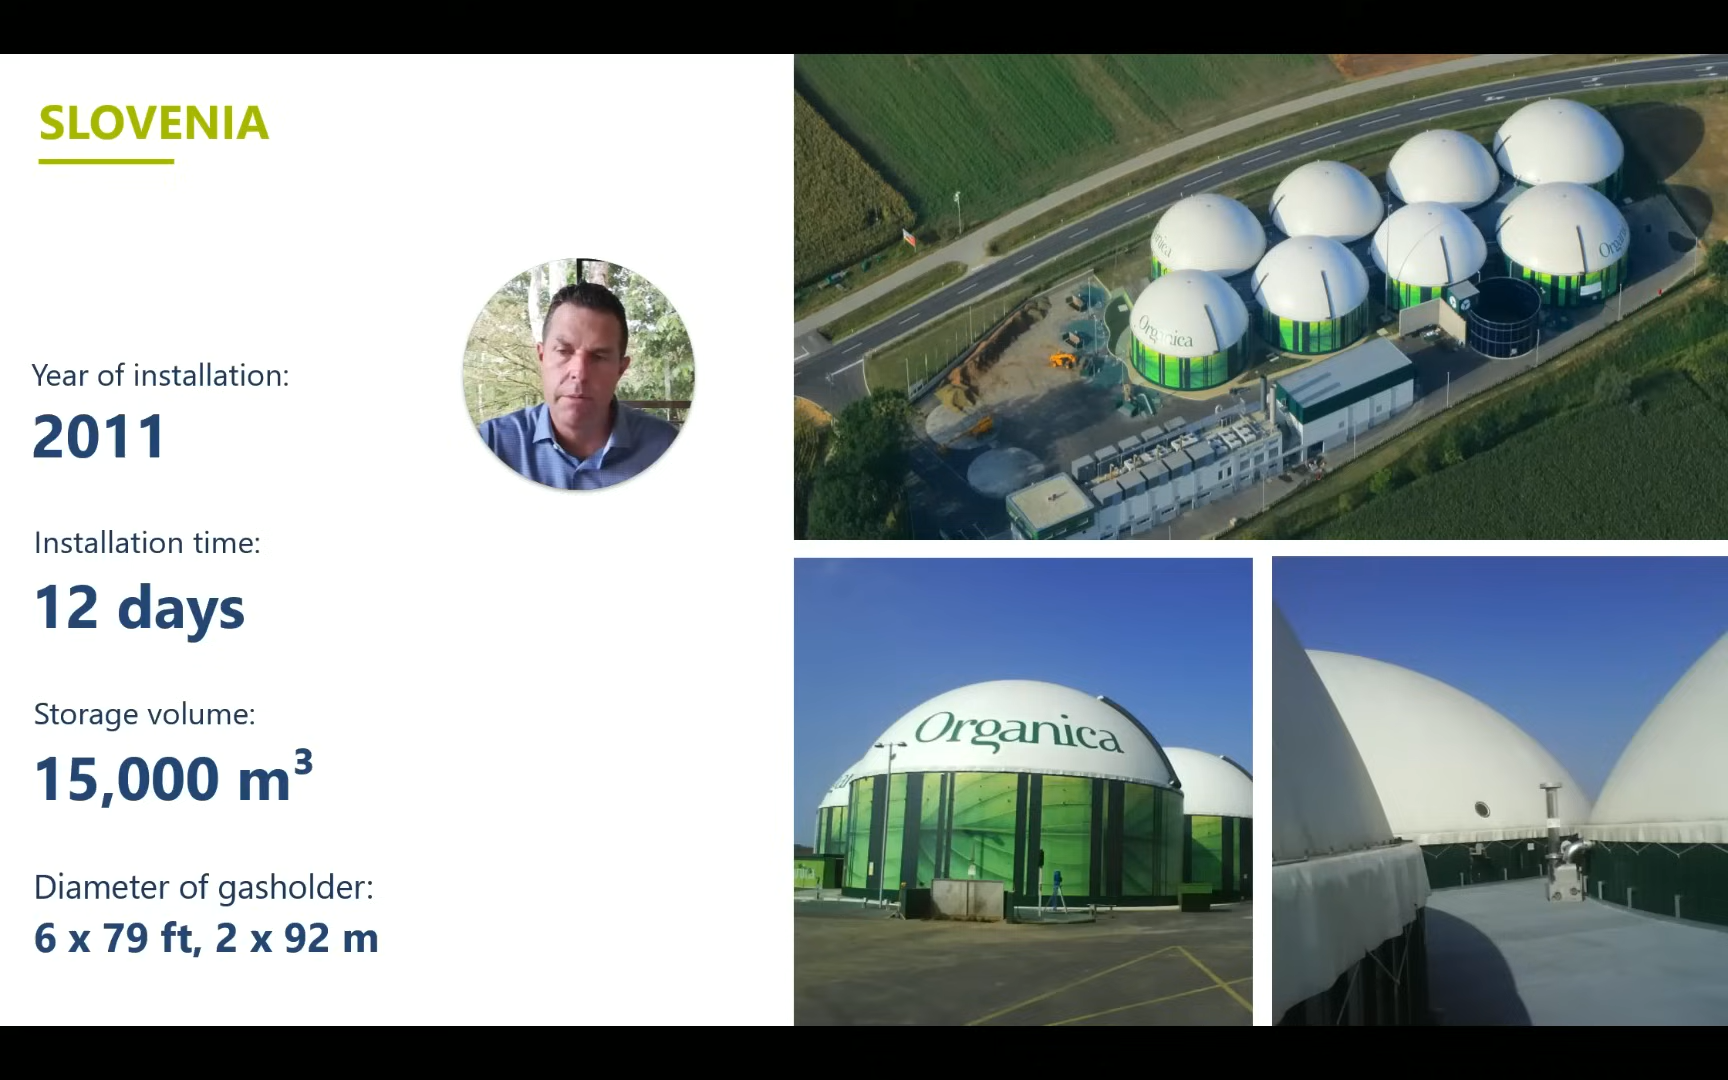 SLOVENIA
Year of installation:
2011
Installation time:
12 days
Storage volume:
15,000 m³
Diameter of gasholder:
6 x 79 ft, 2 x 92 m
Organica
Organica